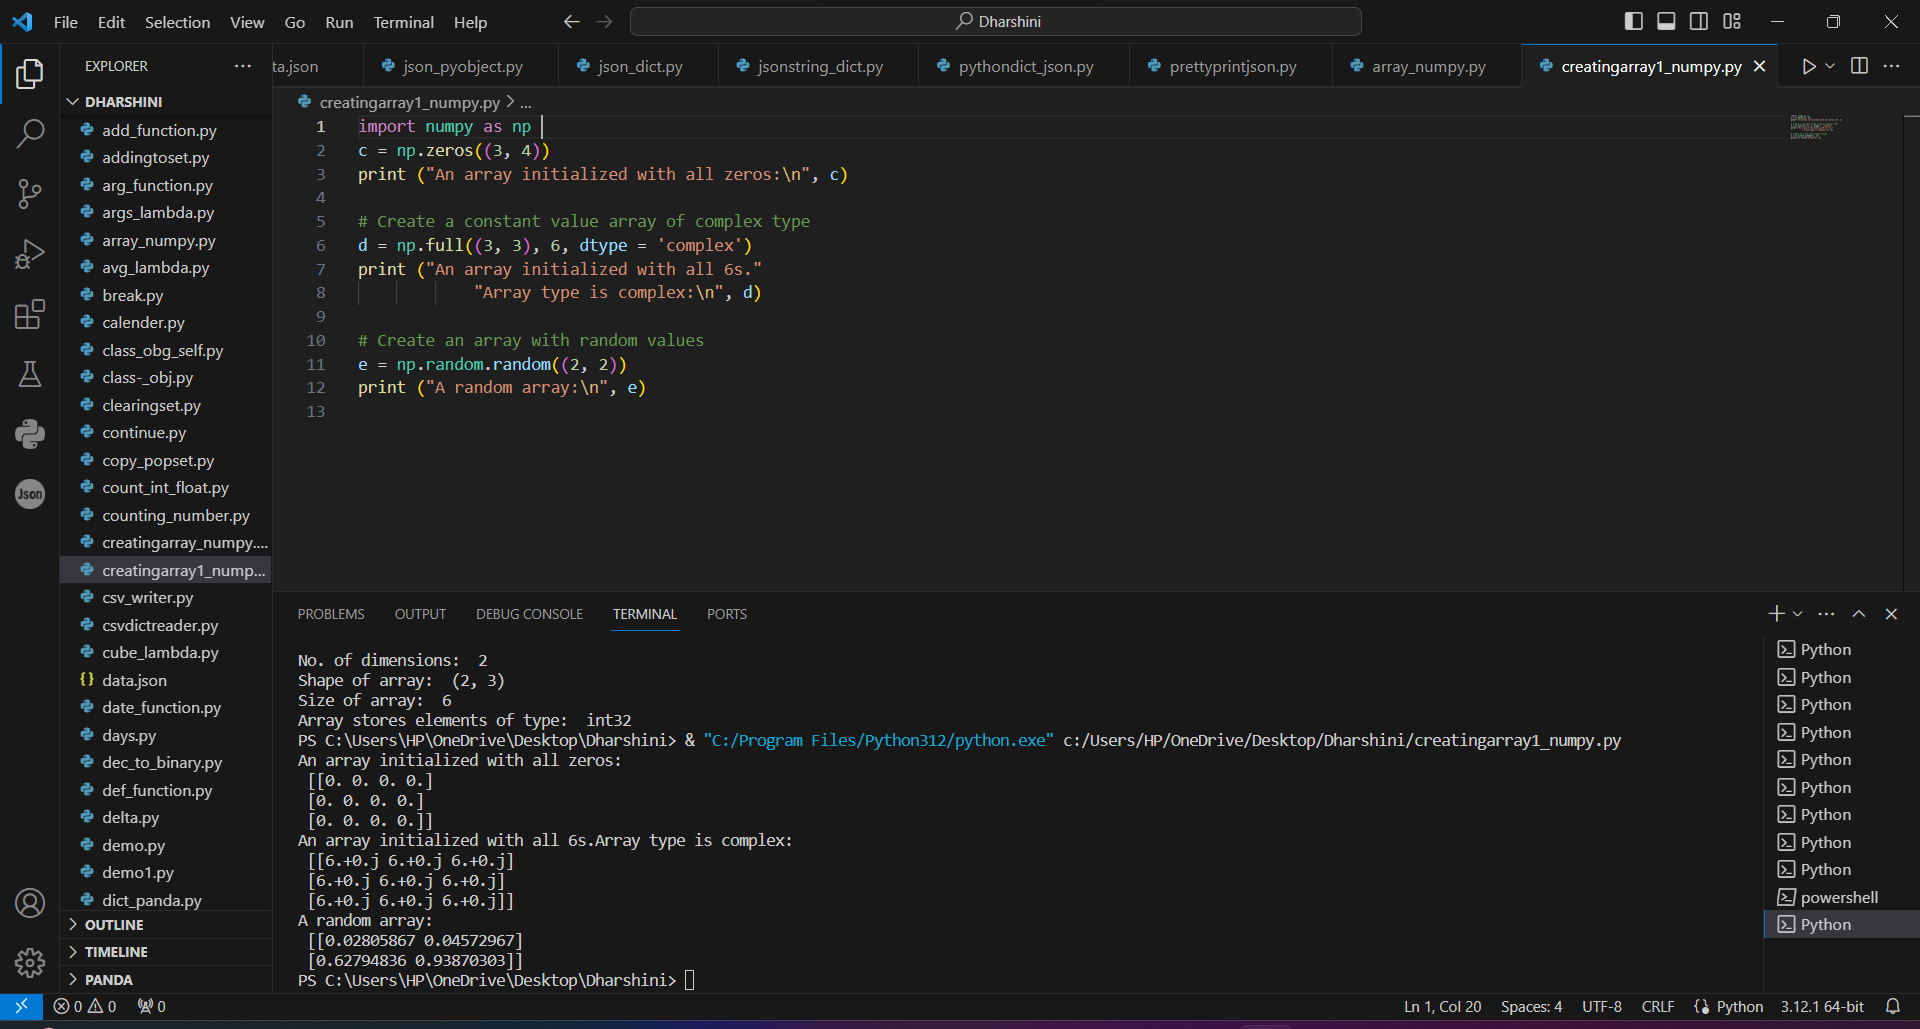 File Edit Selection View Go Run Terminal Help
Dharshini
EXPLORER
ta.json json_pyobject.py json_dict.py jsonstring_dict.py pythondict_json.py prettyprintjson.py array_numpy.py creatingarray1_numpy.py
DHARSHINI
add_function.py
addingtoset.py
arg_function.py
args_lambda.py
array_numpy.py
avg_lambda.py
break.py
calender.py
class_obg_self.py
class-_obj.py
clearingset.py
continue.py
copy_popset.py
count_int_float.py
counting_number.py
creatingarray_numpy....
creatingarray1_nump...
csv_writer.py
csvdictreader.py
cube_lambda.py
{} data.json
date_function.py
days.py
dec_to_binary.py
def_function.py
delta.py
demo.py
demo1.py
dict_panda.py
OUTLINE
TIMELINE
PANDA
Json
creatingarray1_numpy.py > ...
1 import numpy as np
2 c = np.zeros((3, 4))
3 print ("An array initialized with all zeros:\n", c)
4
5 # Create a constant value array of complex type
6 d = np.full((3, 3), 6, dtype = 'complex')
7 print ("An array initialized with all 6s."
8 "Array type is complex:\n", d)
9
10 # Create an array with random values
11 e = np.random.random((2, 2))
12 print ("A random array:\n", e)
13
PROBLEMS OUTPUT DEBUG CONSOLE TERMINAL PORTS
No. of dimensions:  2
Shape of array:  (2, 3)
Size of array:  6
Array stores elements of type:  int32
PS C:\Users\HP\OneDrive\Desktop\Dharshini> & "C:/Program Files/Python312/python.exe" c:/Users/HP/OneDrive/Desktop/Dharshini/creatingarray1_numpy.py
An array initialized with all zeros:
[[0. 0. 0. 0.]
[0. 0. 0. 0.]
[0. 0. 0. 0.]]
An array initialized with all 6s.Array type is complex:
[[6.+0.j 6.+0.j 6.+0.j]
[6.+0.j 6.+0.j 6.+0.j]
[6.+0.j 6.+0.j 6.+0.j]]
A random array:
[[0.02805867 0.04572967]
[0.62794836 0.93870303]]
PS C:\Users\HP\OneDrive\Desktop\Dharshini>
Python
Python
Python
Python
Python
Python
Python
Python
Python
powershell
Python
0 0 0 Ln 1, Col 20 Spaces: 4 UTF-8 CRLF Python 3.12.1 64-bit